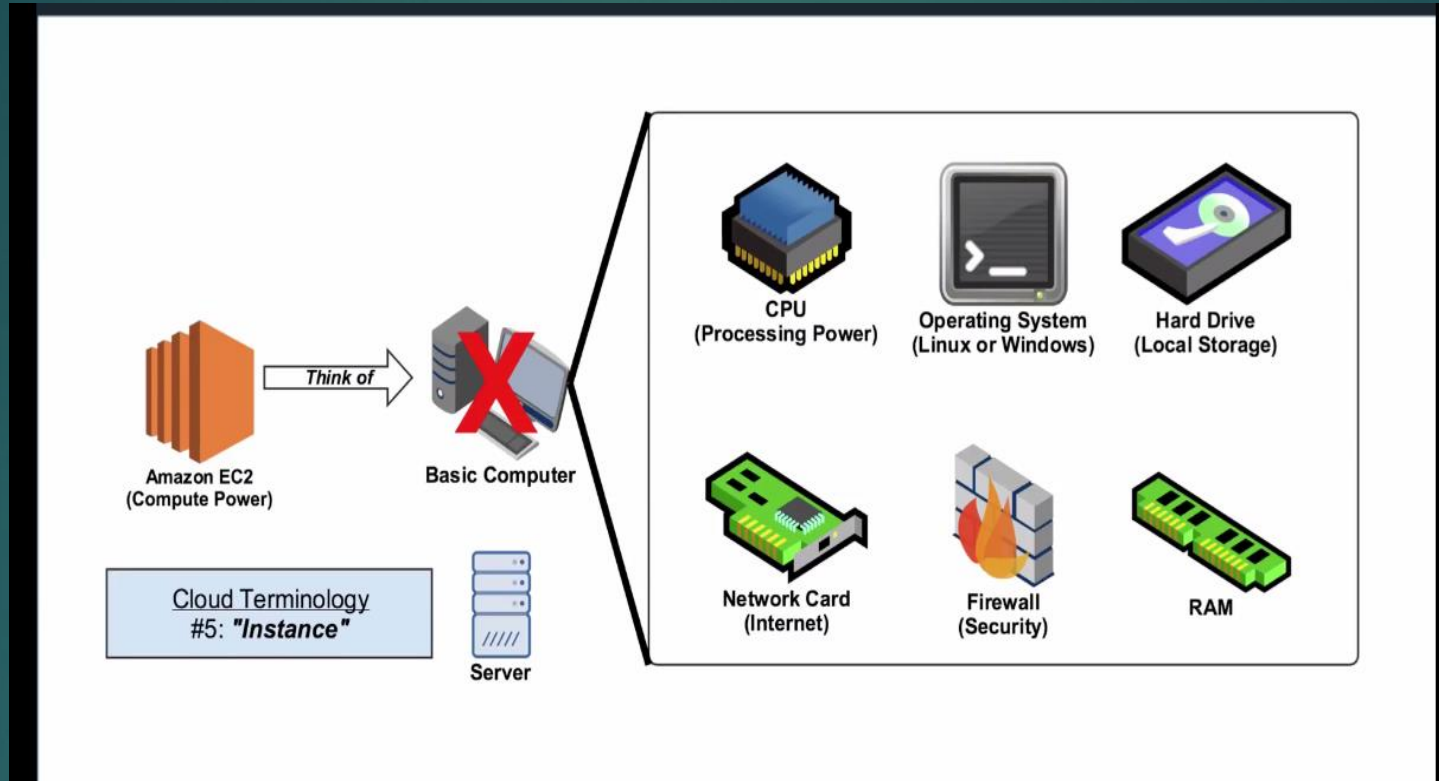 Amazon EC2
(Compute Power)
Think of
X
Basic Computer
Cloud Terminology
#5: "Instance"
Server
CPU
(Processing Power)
Operating System
(Linux or Windows)
Hard Drive
(Local Storage)
Network Card
(Internet)
Firewall
(Security)
RAM